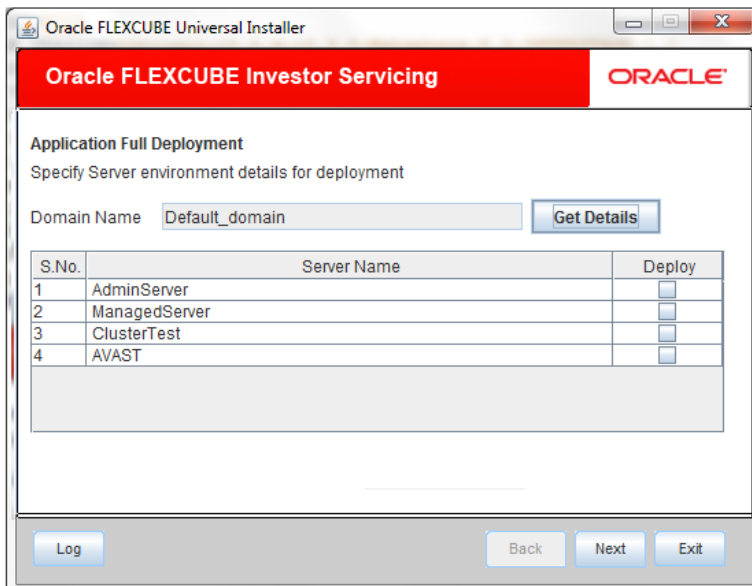 Oracle FLEXCUBE Universal Installer
Oracle FLEXCUBE Investor Servicing ORACLE
Application Full Deployment
Specify Server environment details for deployment
Domain Name Default_domain Get Details
S.No. Server Name Deploy
1 AdminServer
2 ManagedServer
3 ClusterTest
4 AVAST
Log Back Next Exit